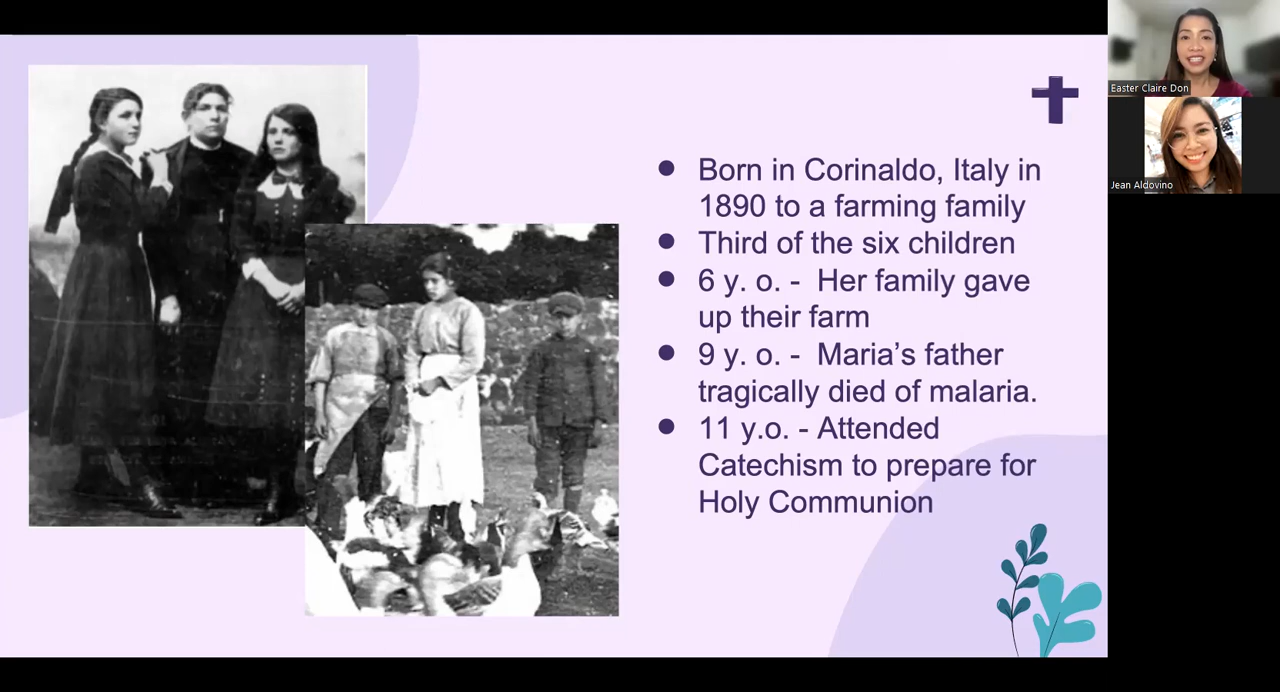 Born in Corinaldo, Italy in
1890 to a farming family
Third of the six children
6 y. o. - Her family gave
up their farm
9 y. o. - Maria’s father
tragically died of malaria.
11 y.o. - Attended
Catechism to prepare for
Holy Communion
Easter Claire Don
Jean Aldovino